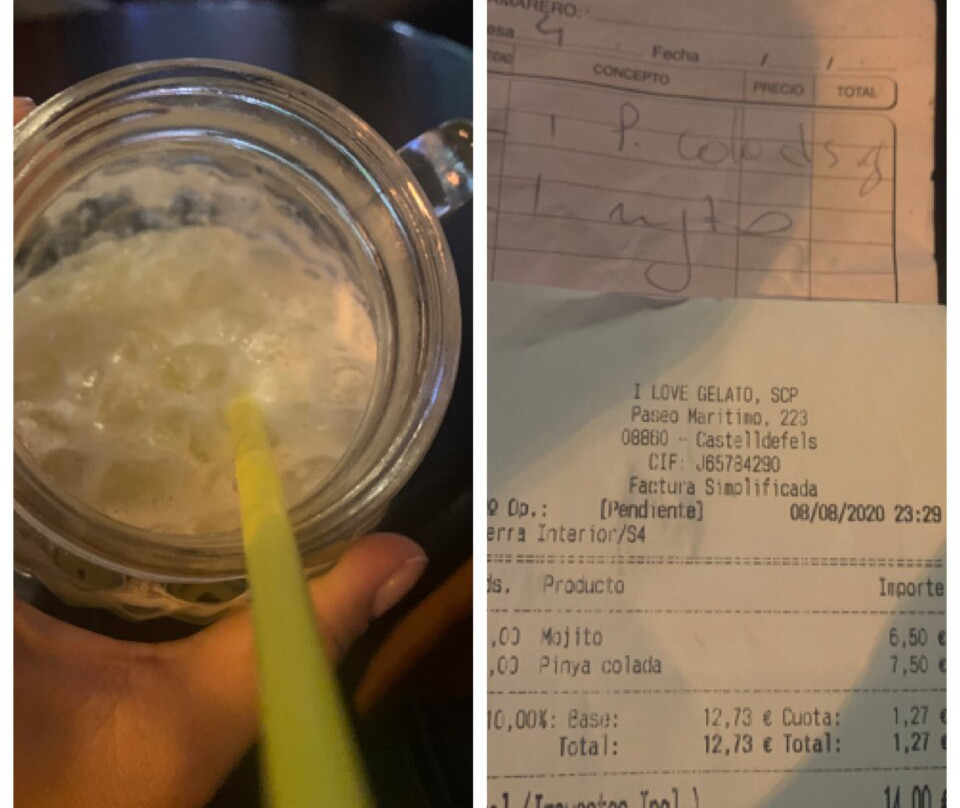 AMARERO:
esa 4 Fecha / /
CONCEPTO PRECIO TOTAL
1 P. colada
1 mojito
I LOVE GELATO, SCP
Paseo Maritimo, 223
08860 - Castelldefels
CIF: J65784290
Factura Simplificada
º Op.: [Pendiente] 08/08/2020 23:29
erra Interior/S4
ds. Producto Importe
,00 Mojito 6,50 €
,00 Pinya colada 7,50 €
10,00%: Base: 12,73 € Cuota: 1,27 €
Total: 12,73 € Total: 1,27 €
14,00